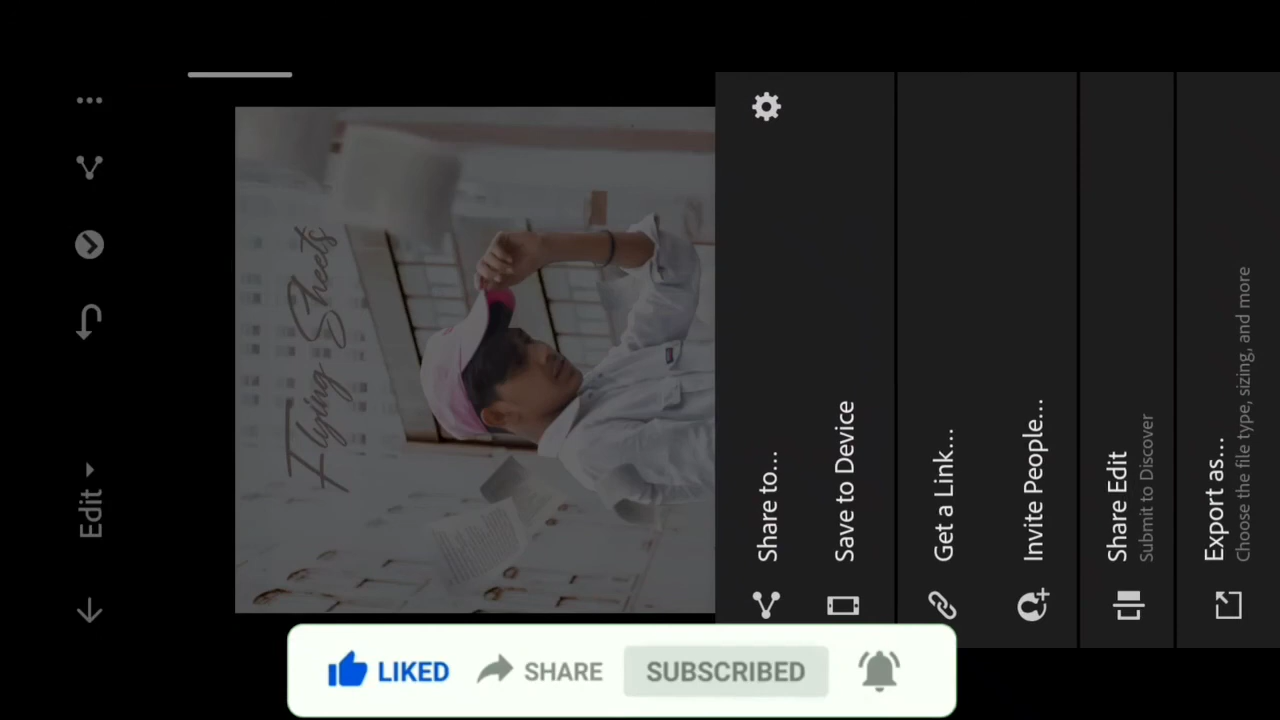 Edit
Flying Sheets
Share to...
Save to Device
Get a Link...
Invite People...
Share Edit
Submit to Discover
Export as...
Choose the file type, sizing, and more
LIKED
SHARE
SUBSCRIBED